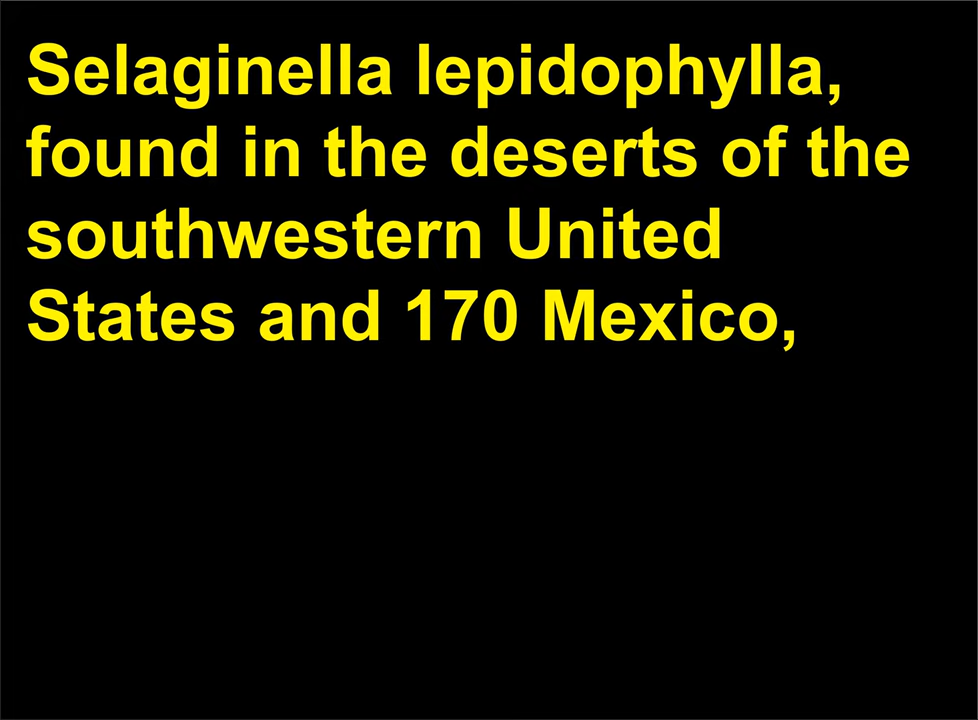 Selaginella lepidophylla,
found in the deserts of the
southwestern United
States and 170 Mexico,